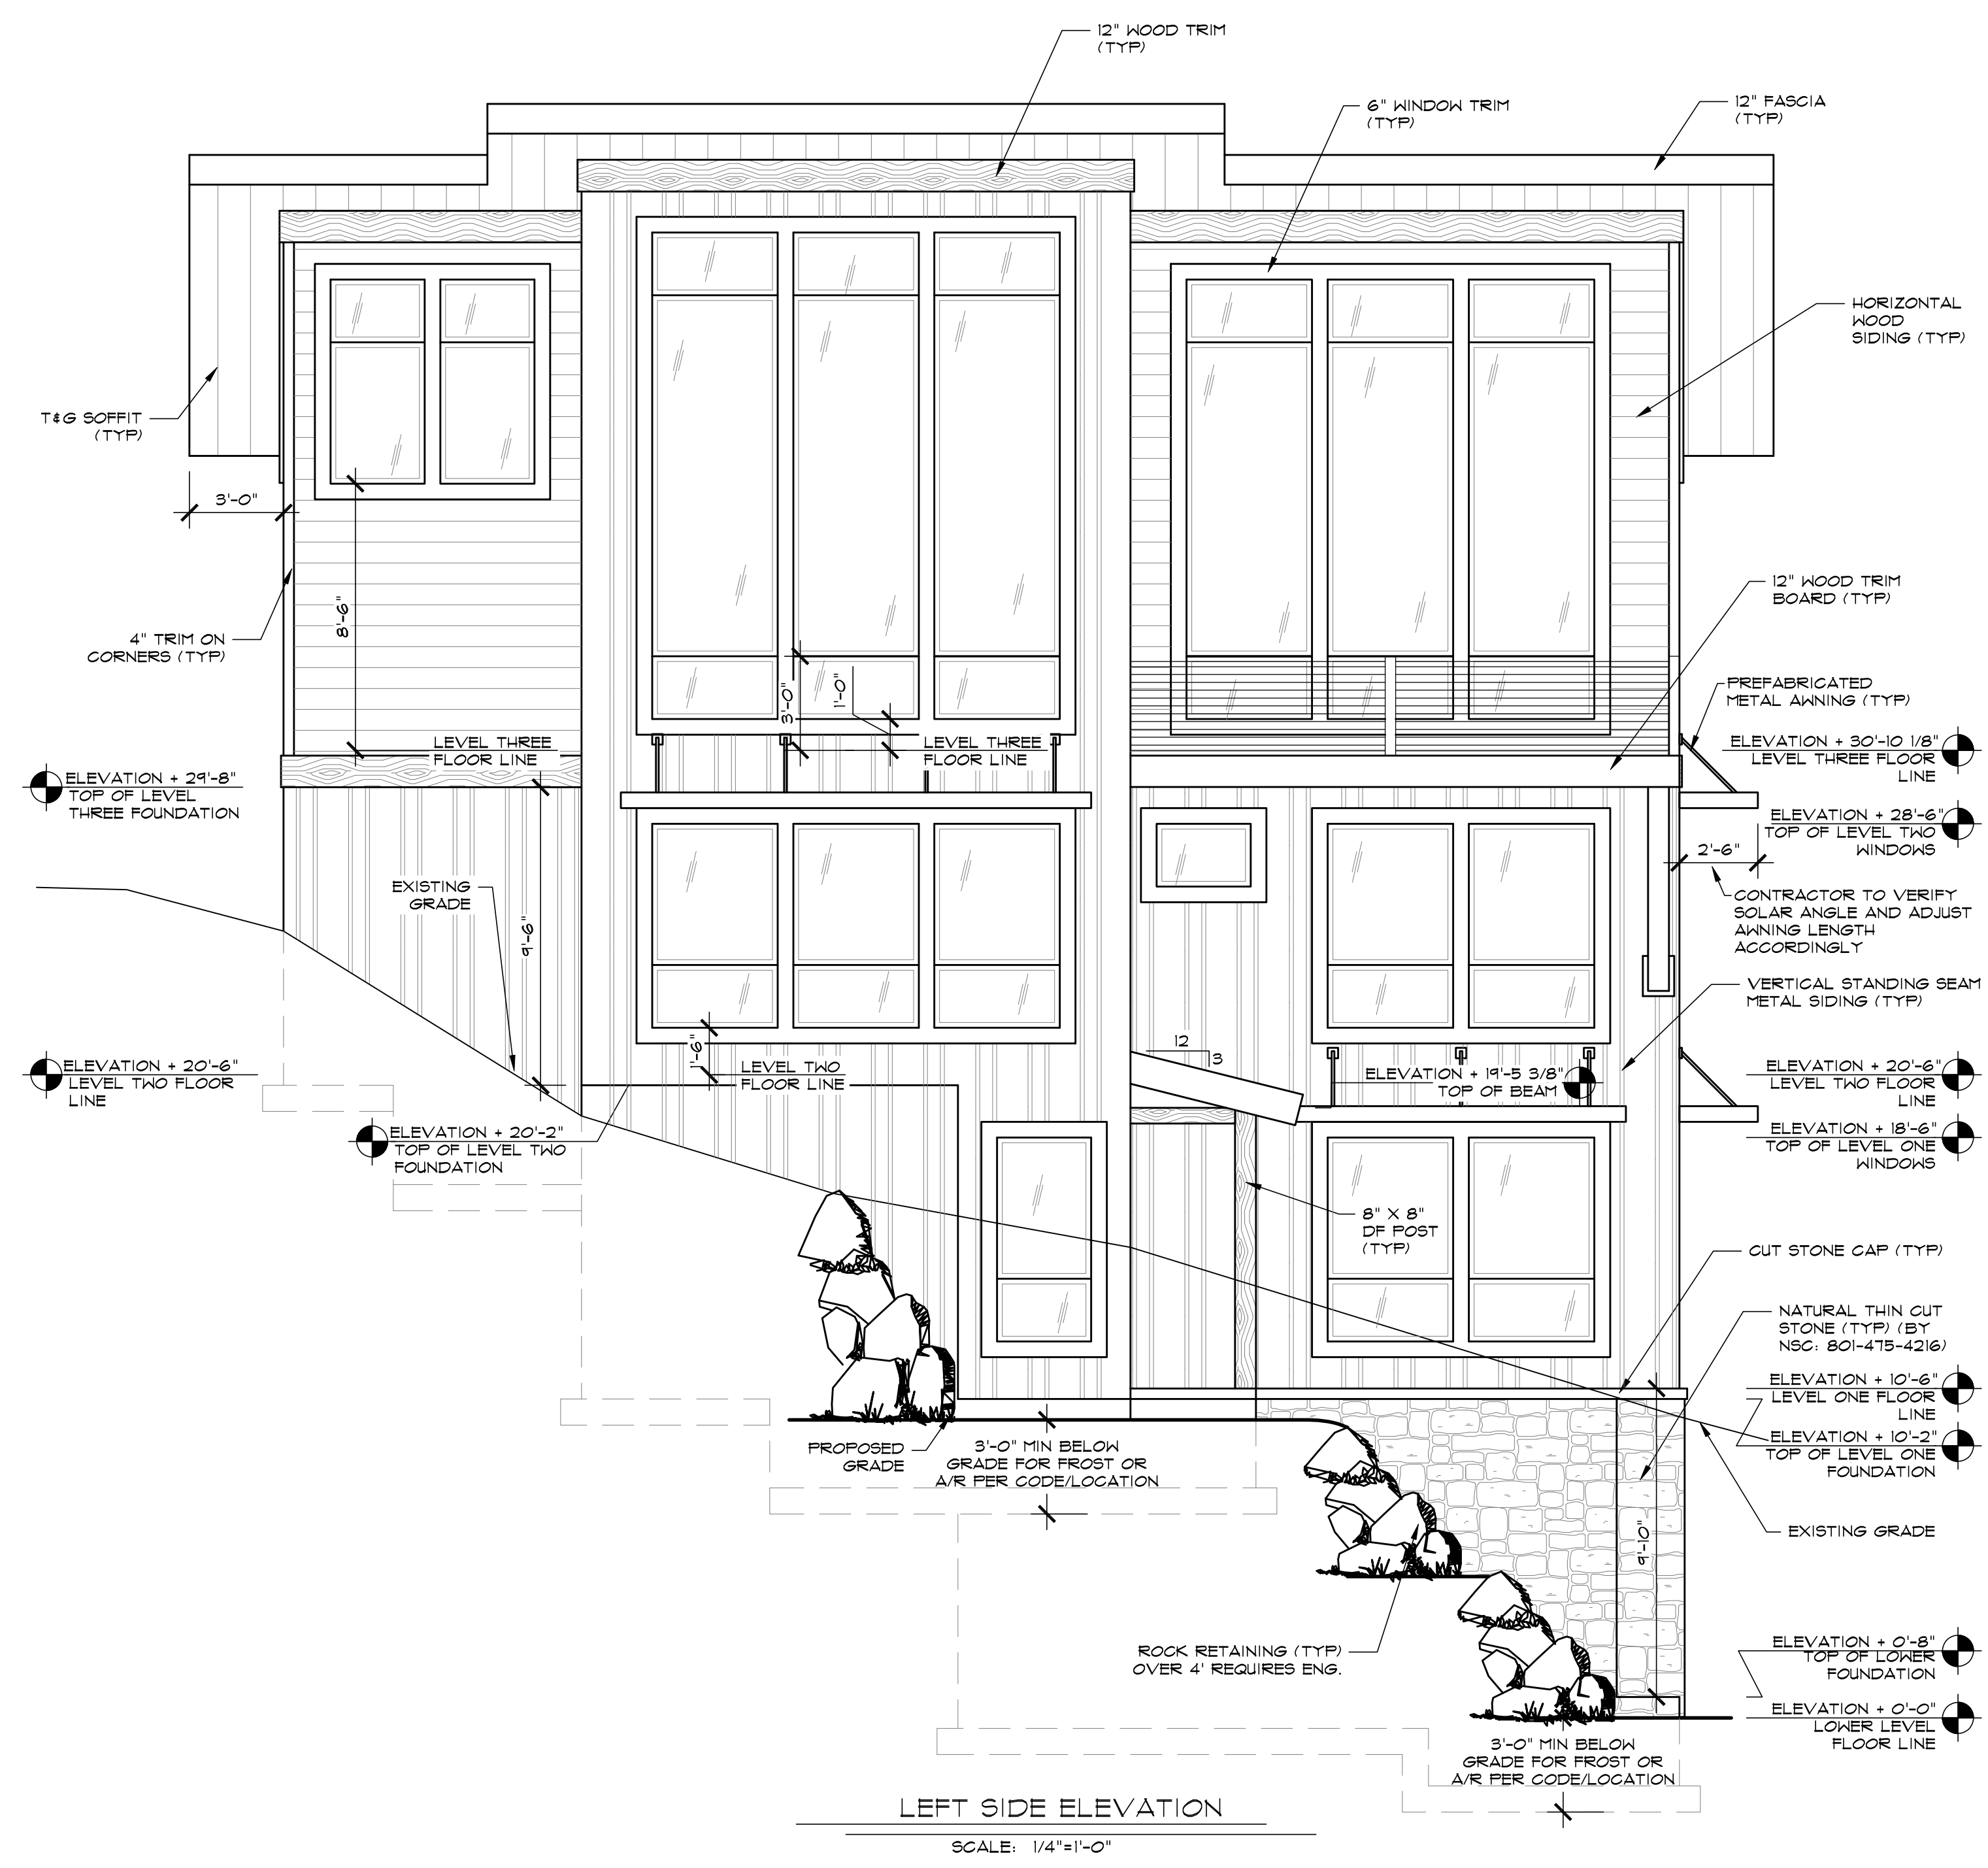 12" WOOD TRIM
(TYP)
6" WINDOW TRIM
(TYP)
12" FASCIA
(TYP)
HORIZONTAL
WOOD
SIDING (TYP)
T&G SOFFIT
(TYP)
3'-0"
8'-6"
4" TRIM ON
CORNERS (TYP)
12" WOOD TRIM
BOARD (TYP)
PREFABRICATED
METAL AWNING (TYP)
3'-0"
1'-0"
LEVEL THREE
FLOOR LINE
LEVEL THREE
FLOOR LINE
ELEVATION + 30'-10 1/8"
LEVEL THREE FLOOR
LINE
ELEVATION + 29'-8"
TOP OF LEVEL
THREE FOUNDATION
ELEVATION + 28'-6"
TOP OF LEVEL TWO
WINDOWS
2'-6"
EXISTING
GRADE
9'-6"
CONTRACTOR TO VERIFY
SOLAR ANGLE AND ADJUST
AWNING LENGTH
ACCORDINGLY
VERTICAL STANDING SEAM
METAL SIDING (TYP)
1'-6"
LEVEL TWO
FLOOR LINE
12
3
ELEVATION + 19'-5 3/8"
TOP OF BEAM
ELEVATION + 20'-6"
LEVEL TWO FLOOR
LINE
ELEVATION + 20'-6"
LEVEL TWO FLOOR
LINE
ELEVATION + 20'-2"
TOP OF LEVEL TWO
FOUNDATION
ELEVATION + 18'-6"
TOP OF LEVEL ONE
WINDOWS
8" X 8"
DF POST
(TYP)
CUT STONE CAP (TYP)
NATURAL THIN CUT
STONE (TYP) (BY
NSC: 801-475-4216)
ELEVATION + 10'-6"
LEVEL ONE FLOOR
LINE
ELEVATION + 10'-2"
TOP OF LEVEL ONE
FOUNDATION
PROPOSED
GRADE
3'-0" MIN BELOW
GRADE FOR FROST OR
A/R PER CODE/LOCATION
EXISTING GRADE
9'-10"
ROCK RETAINING (TYP)
OVER 4' REQUIRES ENG.
ELEVATION + 0'-8"
TOP OF LOWER
FOUNDATION
ELEVATION + 0'-0"
LOWER LEVEL
FLOOR LINE
3'-0" MIN BELOW
GRADE FOR FROST OR
A/R PER CODE/LOCATION
LEFT SIDE ELEVATION
SCALE: 1/4"=1'-0"